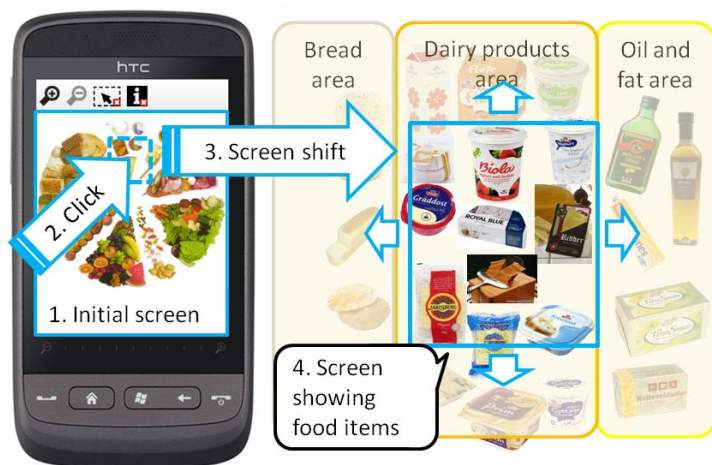 hTC
1. Initial screen
2. Click
3. Screen shift
4. Screen
showing
food items
Bread
area
Dairy products
area
Oil and
fat area
Biola
Gräddost
ROYAL BLUE
Ridder
JARLSBERG
Prim